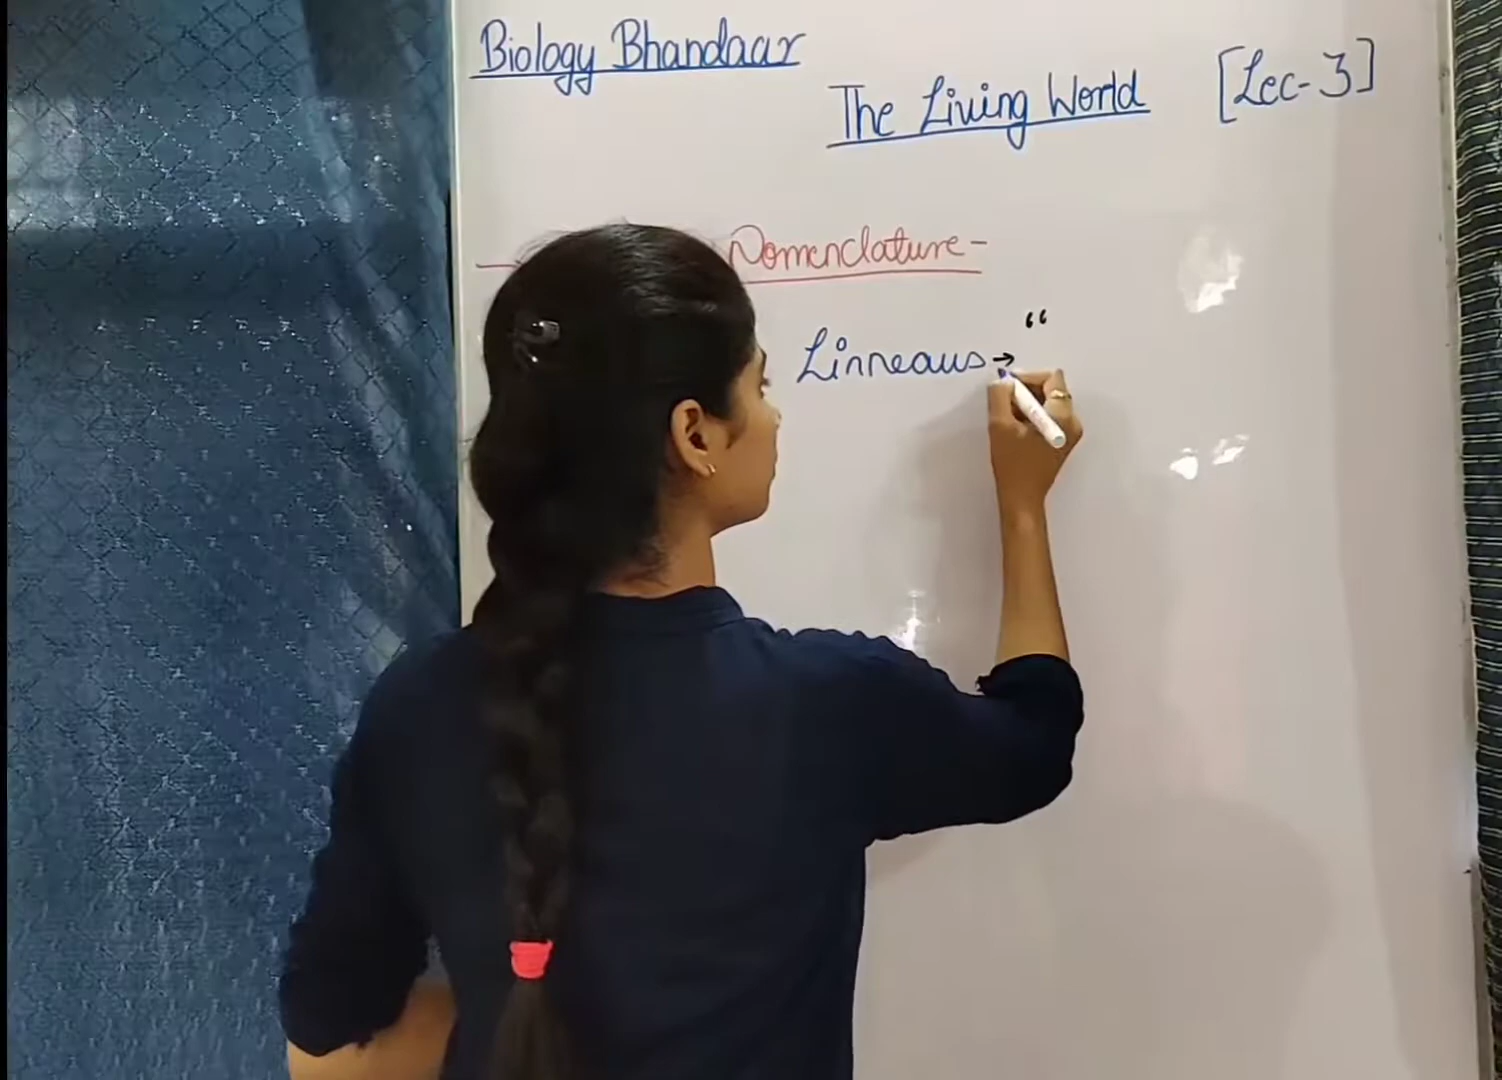 Biology Bhandaar
The Living World [Lec-3]
Nomenclature-
Linneaus → “